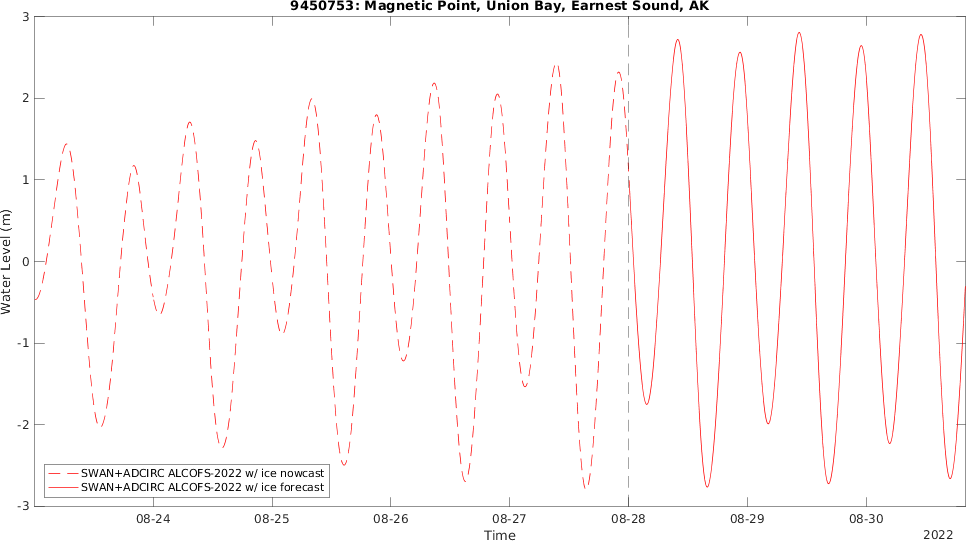 9450753: Magnetic Point, Union Bay, Earnest Sound, AK
3
2
1
0
-1
-2
-3
Water Level (m)
SWAN+ADCIRC ALCOFS-2022 w/ ice nowcast
SWAN+ADCIRC ALCOFS-2022 w/ ice forecast
08-24 08-25 08-26 08-27 08-28 08-29 08-30
Time
2022